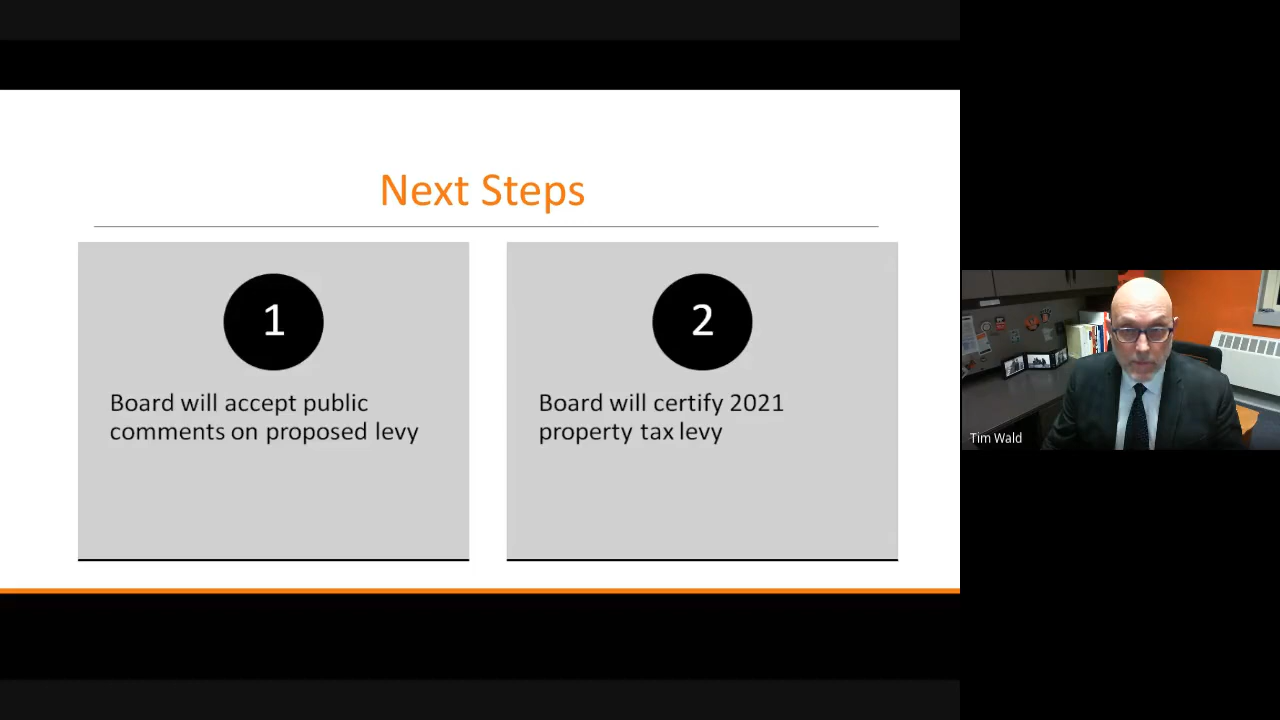 Next Steps
1
Board will accept public
comments on proposed levy
2
Board will certify 2021
property tax levy
Tim Wald